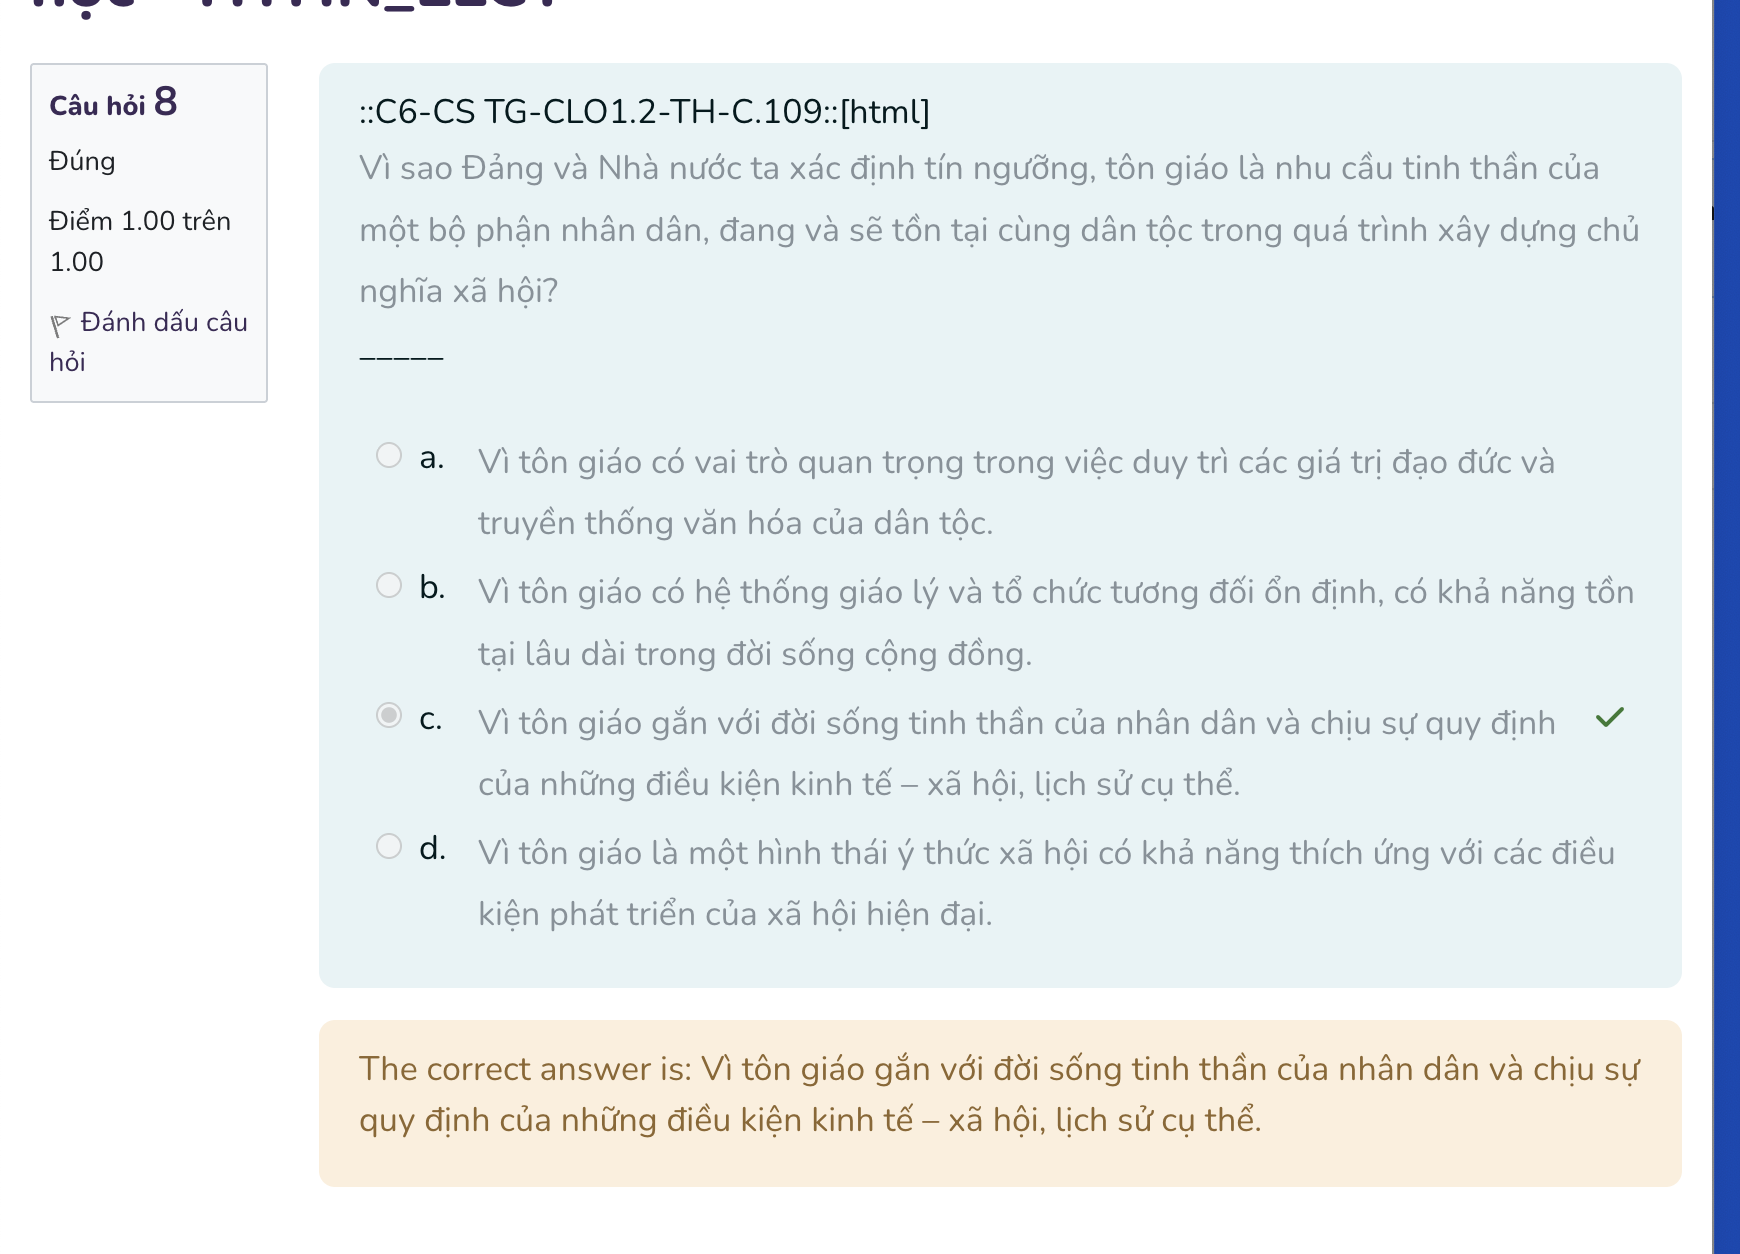 Câu hỏi 8
Đúng
Điểm 1.00 trên
1.00
Đánh dấu câu
hỏi
::C6-CS TG-CLO1.2-TH-C.109::[html]
Vì sao Đảng và Nhà nước ta xác định tín ngưỡng, tôn giáo là nhu cầu tinh thần của
một bộ phận nhân dân, đang và sẽ tồn tại cùng dân tộc trong quá trình xây dựng chủ
nghĩa xã hội?
_____
a. Vì tôn giáo có vai trò quan trọng trong việc duy trì các giá trị đạo đức và
truyền thống văn hóa của dân tộc.
b. Vì tôn giáo có hệ thống giáo lý và tổ chức tương đối ổn định, có khả năng tồn
tại lâu dài trong đời sống cộng đồng.
c. Vì tôn giáo gắn với đời sống tinh thần của nhân dân và chịu sự quy định
của những điều kiện kinh tế – xã hội, lịch sử cụ thể.
d. Vì tôn giáo là một hình thái ý thức xã hội có khả năng thích ứng với các điều
kiện phát triển của xã hội hiện đại.
The correct answer is: Vì tôn giáo gắn với đời sống tinh thần của nhân dân và chịu sự
quy định của những điều kiện kinh tế – xã hội, lịch sử cụ thể.